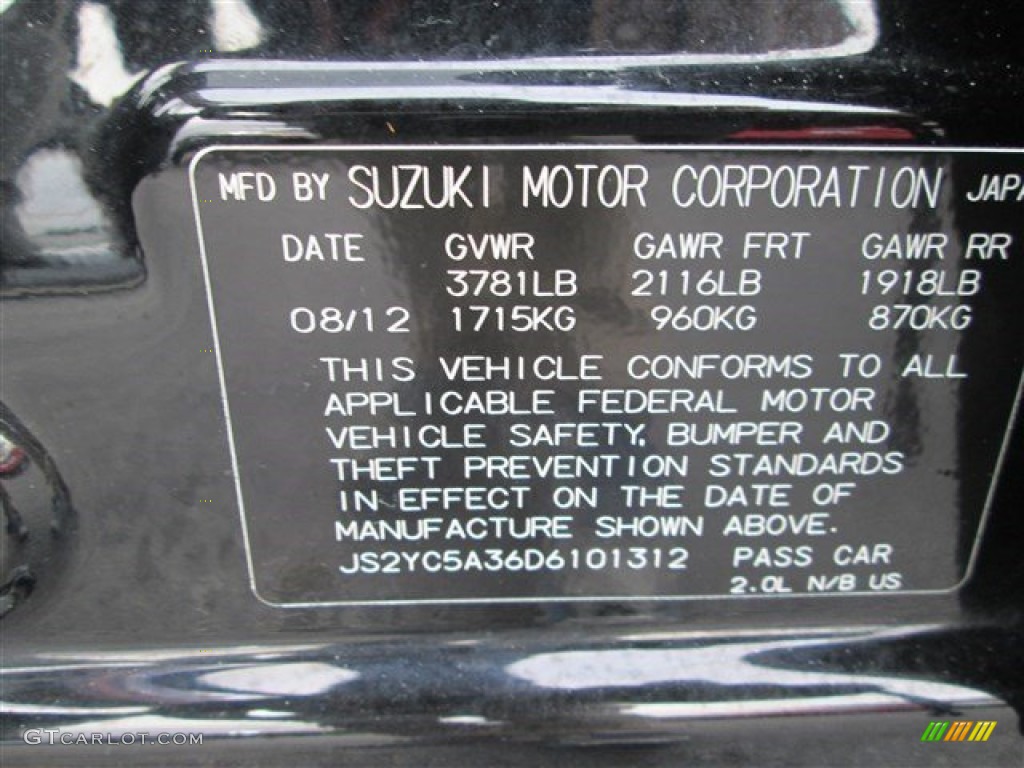 MFD BY SUZUKI MOTOR CORPORATION JAPA
DATE GVWR GAWR FRT GAWR RR
3781LB 2116LB 1918LB
08/12 1715KG 960KG 870KG
THIS VEHICLE CONFORMS TO ALL
APPLICABLE FEDERAL MOTOR
VEHICLE SAFETY, BUMPER AND
THEFT PREVENTION STANDARDS
IN EFFECT ON THE DATE OF
MANUFACTURE SHOWN ABOVE.
JS2YC5A36D6101312 PASS CAR
2.0L N/B US
GTCARLOT.COM